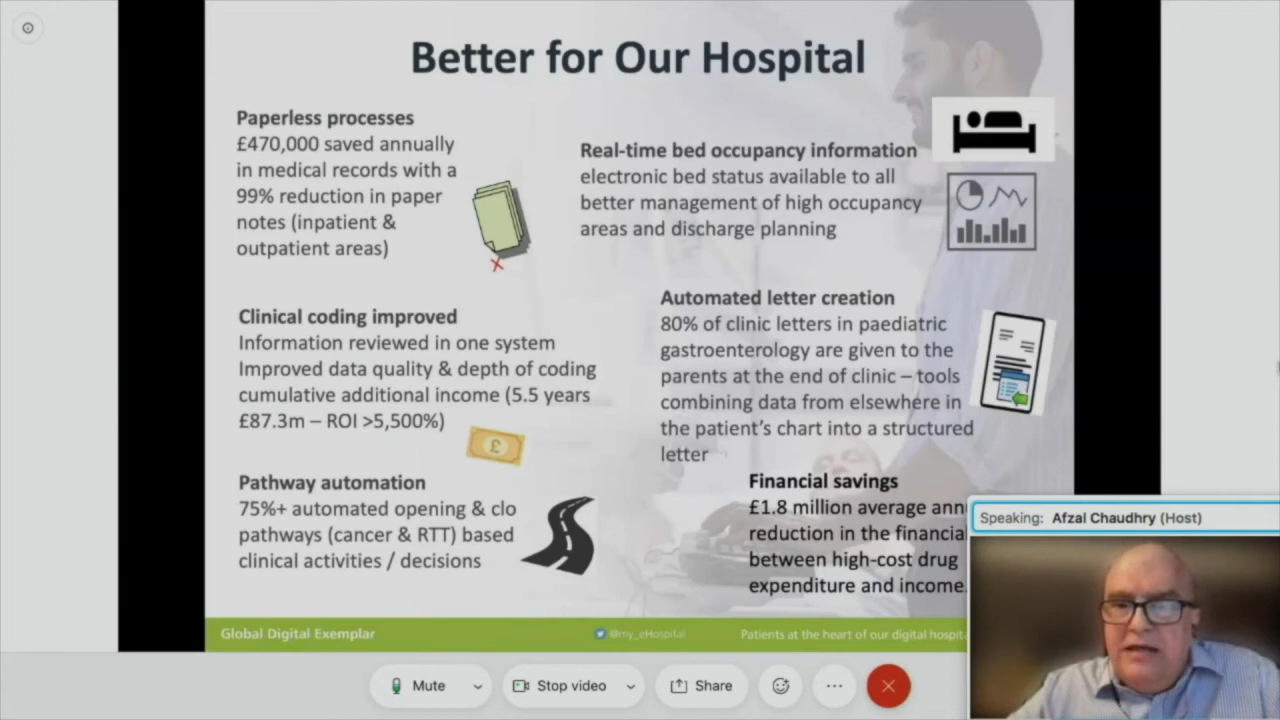 Better for Our Hospital
Paperless processes
£470,000 saved annually
in medical records with a
99% reduction in paper
notes (inpatient &
outpatient areas)
Real-time bed occupancy information
electronic bed status available to all
better management of high occupancy
areas and discharge planning
Clinical coding improved
Information reviewed in one system
Improved data quality & depth of coding
cumulative additional income (5.5 years
£87.3m – ROI >5,500%)
£
Automated letter creation
80% of clinic letters in paediatric
gastroenterology are given to the
parents at the end of clinic – tools
combining data from elsewhere in
the patient's chart into a structured
letter
Pathway automation
75%+ automated opening & clo
pathways (cancer & RTT) based
clinical activities / decisions
Financial savings
£1.8 million average ann
reduction in the financial
between high-cost drug
expenditure and income.
Speaking: Afzal Chaudhry (Host)
Global Digital Exemplar
@my_eHospital
Patients at the heart of our digital hospita
Mute
Stop video
Share